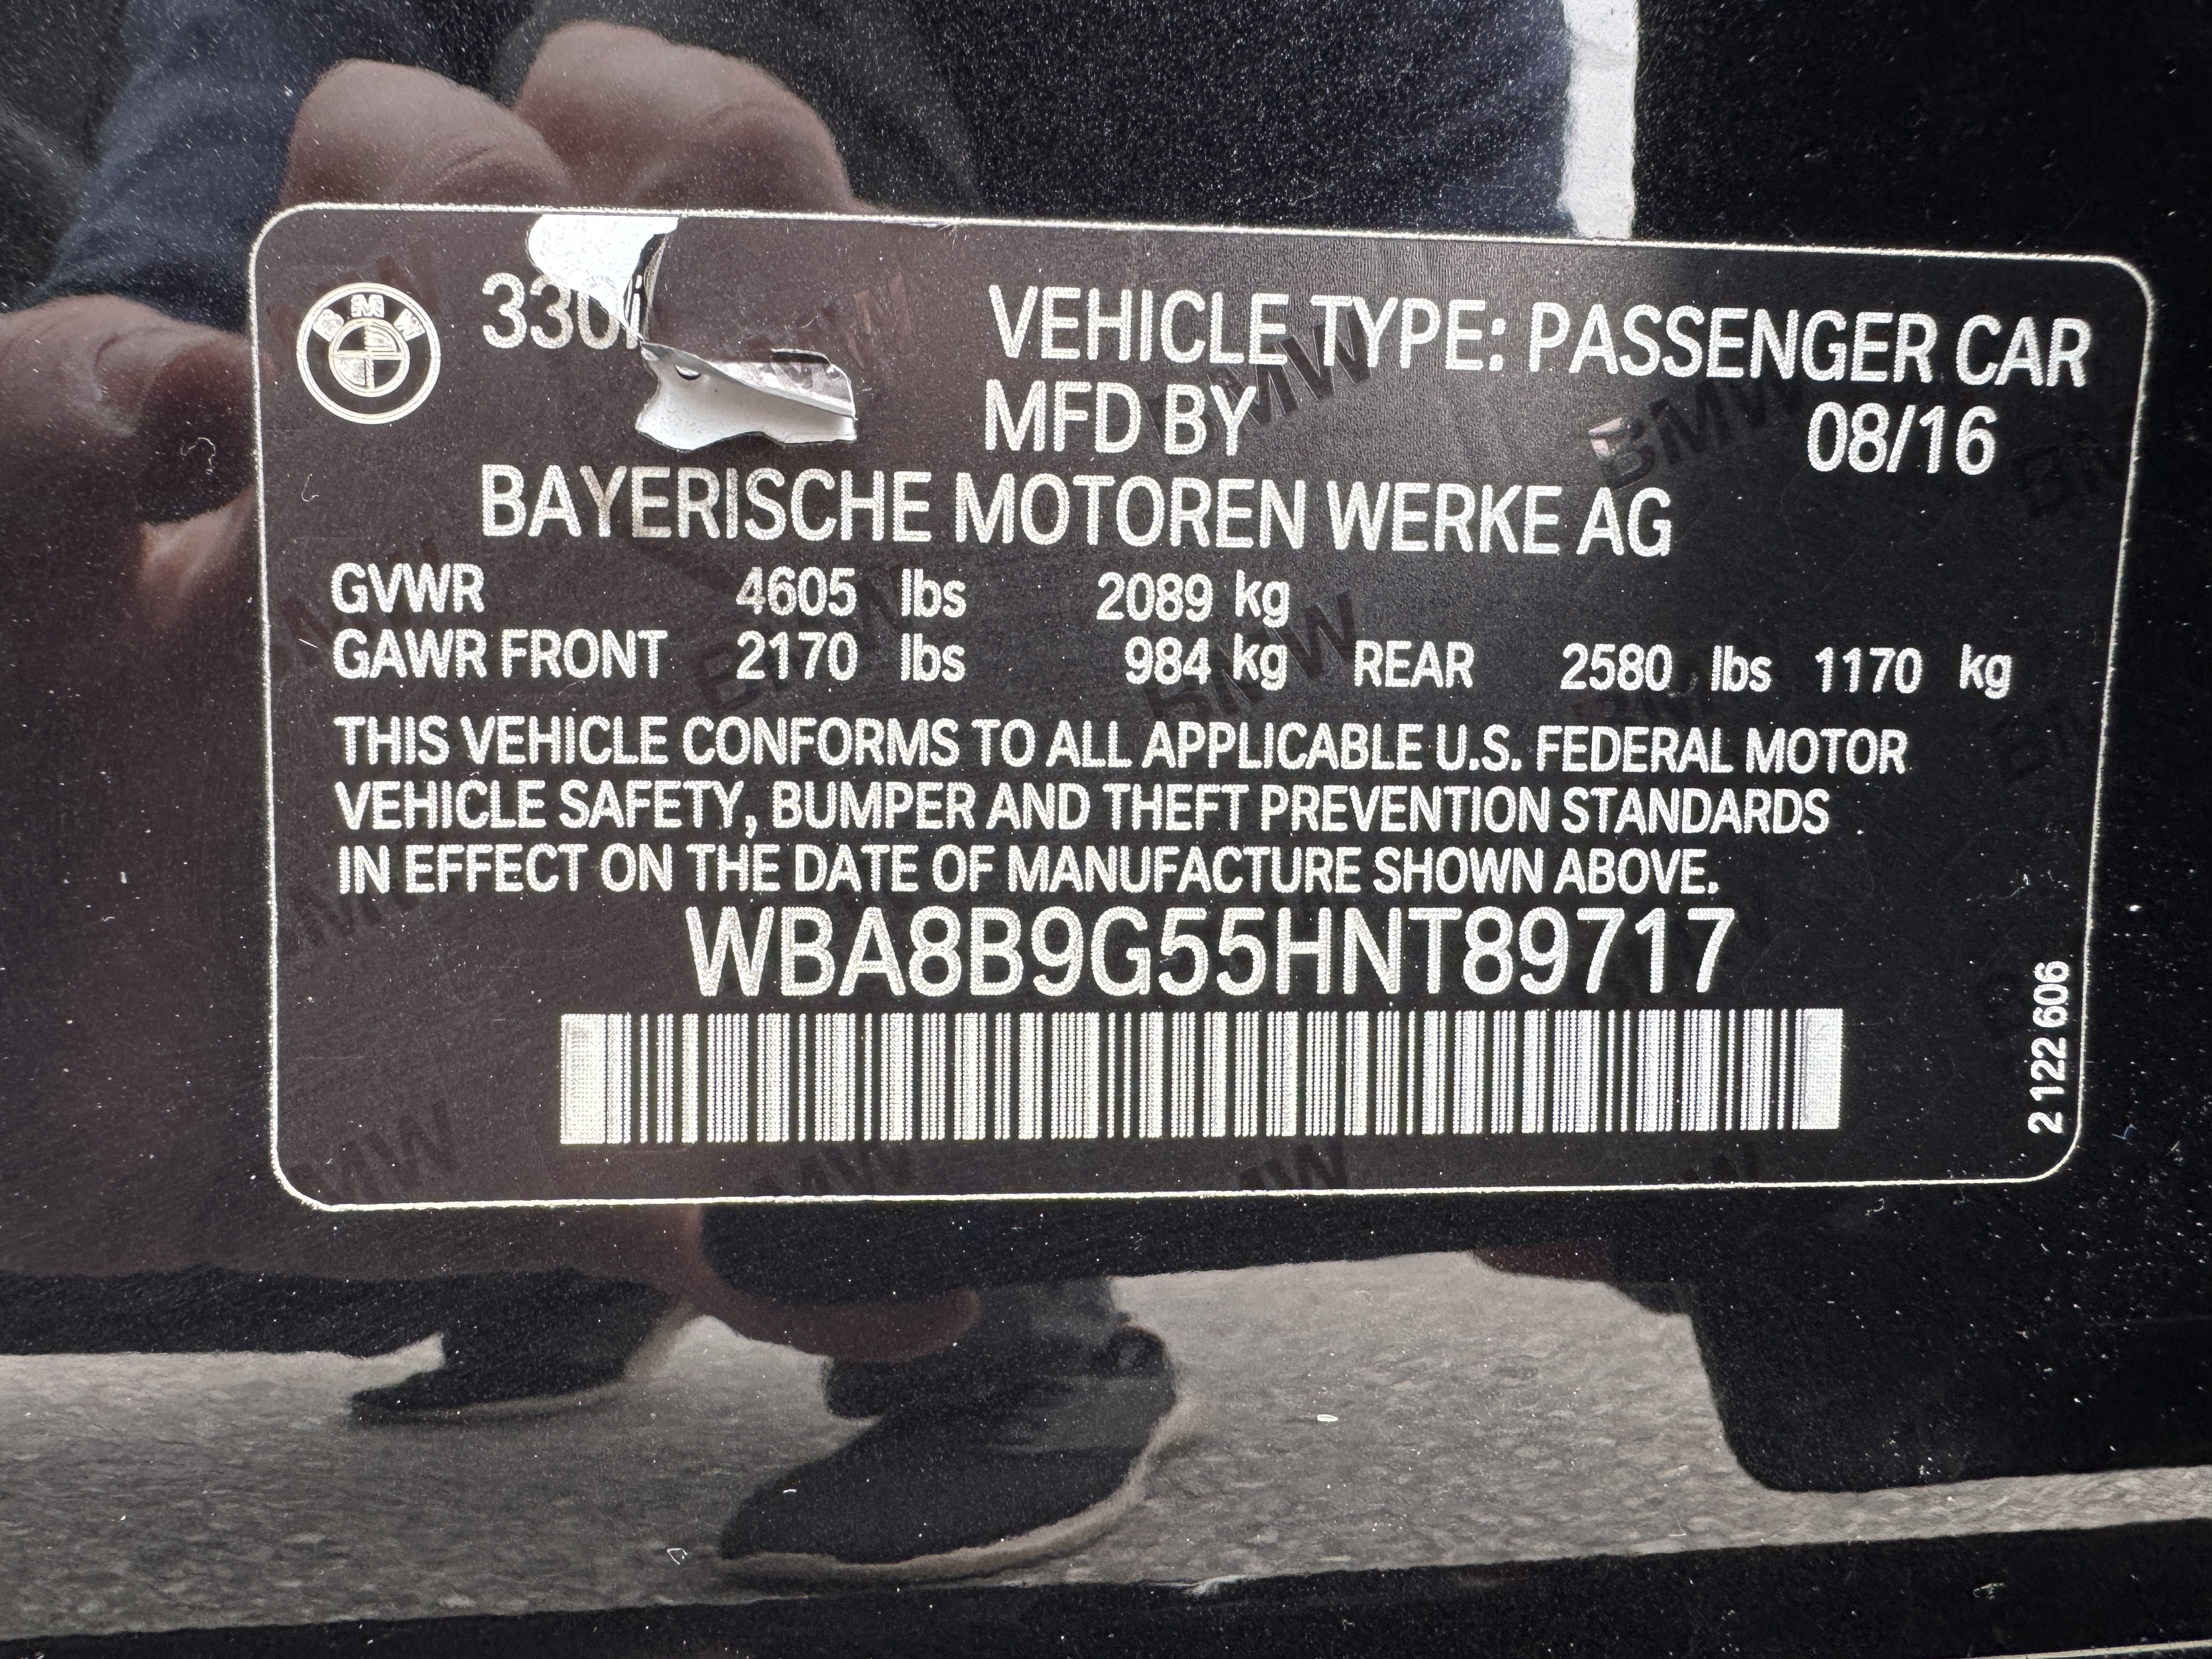 BMW
330i VEHICLE TYPE: PASSENGER CAR
MFD BY 08/16
BAYERISCHE MOTOREN WERKE AG
GVWR 4605 lbs 2089 kg
GAWR FRONT 2170 lbs 984 kg REAR 2580 lbs 1170 kg
THIS VEHICLE CONFORMS TO ALL APPLICABLE U.S. FEDERAL MOTOR
VEHICLE SAFETY, BUMPER AND THEFT PREVENTION STANDARDS
IN EFFECT ON THE DATE OF MANUFACTURE SHOWN ABOVE.
WBA8B9G55HNT89717
2 122 606